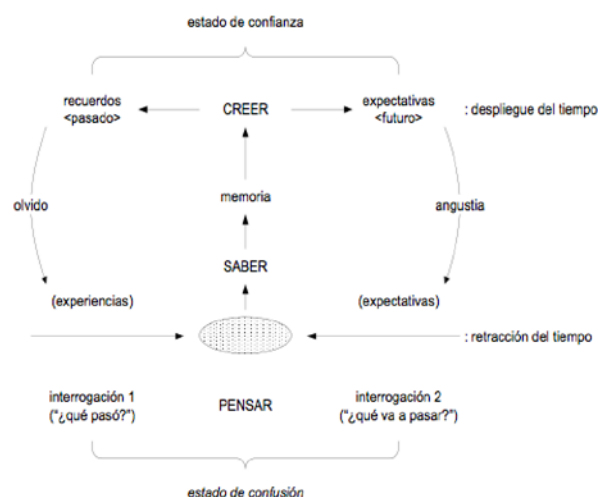 estado de confianza
recuerdos
<pasado>
CREER
expectativas
<futuro>
: despliegue del tiempo
olvido
memoria
angustia
SABER
(experiencias)
(expectativas)
: retracción del tiempo
interrogación 1
("¿qué pasó?")
PENSAR
interrogación 2
("¿qué va a pasar?")
estado de confusión